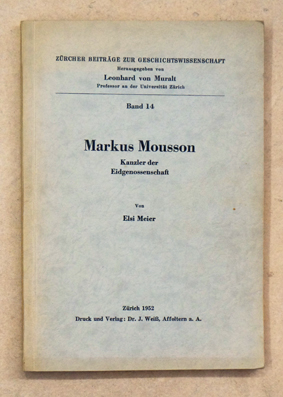 ZÜRCHER BEITRÄGE ZUR GESCHICHTSWISSENSCHAFT
Herausgegeben von
Leonhard von Muralt
Professor an der Universität Zürich
Band 14
Markus Mousson
Kanzler der
Eidgenossenschaft
Von
Elsi Meier
Zürich 1952
Druck und Verlag: Dr. J. Weiß, Affoltern a. A.